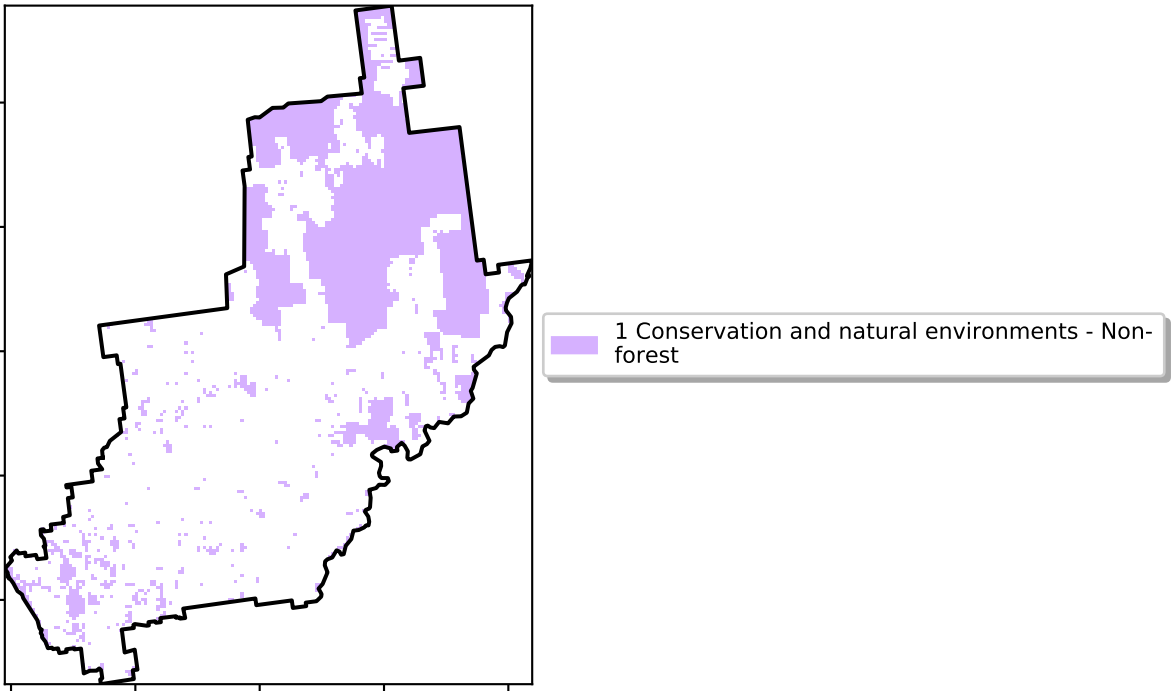 1 Conservation and natural environments - Non-
forest